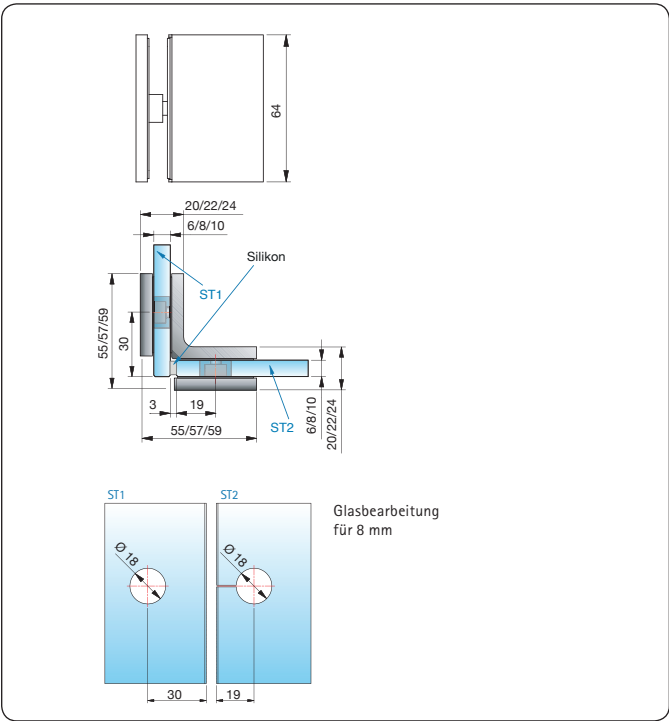 64
20/22/24
6/8/10
Silikon
ST1
55/57/59
30
3
19
ST2
6/8/10
20/22/24
55/57/59
ST1
ST2
Glasbearbeitung
für 8 mm
Ø 18
Ø 18
30
19